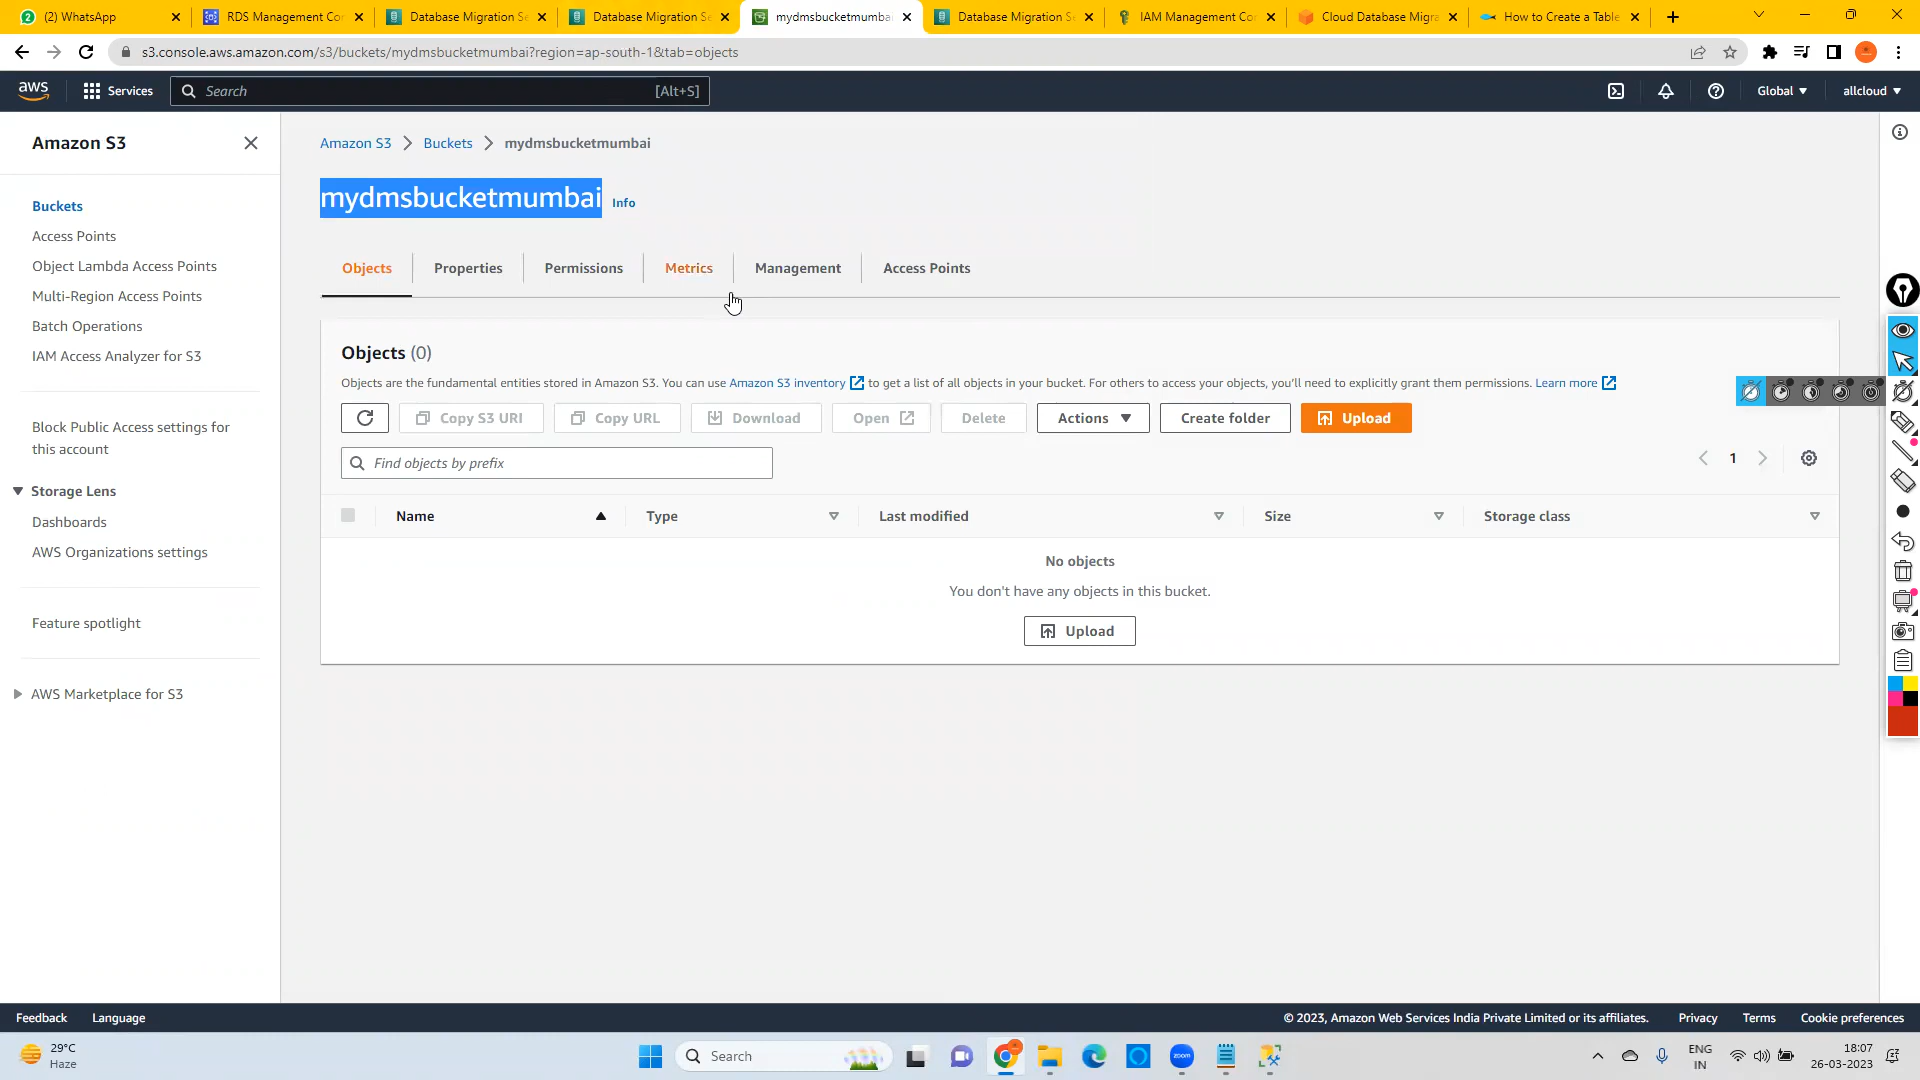 (2) WhatsApp
RDS Management Con
Database Migration Se
Database Migration Se
mydmsbucketmumbai
Database Migration Se
IAM Management Con
Cloud Database Migra
How to Create a Table
s3.console.aws.amazon.com/s3/buckets/mydmsbucketmumbai?region=ap-south-1&tab=objects
aws
Services
Search
[Alt+S]
Global
allcloud
Amazon S3
Buckets
Access Points
Object Lambda Access Points
Multi-Region Access Points
Batch Operations
IAM Access Analyzer for S3
Block Public Access settings for
this account
Storage Lens
Dashboards
AWS Organizations settings
Feature spotlight
AWS Marketplace for S3
Amazon S3 > Buckets > mydmsbucketmumbai
mydmsbucketmumbai Info
Objects
Properties
Permissions
Metrics
Management
Access Points
Objects (0)
Objects are the fundamental entities stored in Amazon S3. You can use Amazon S3 inventory to get a list of all objects in your bucket. For others to access your objects, you'll need to explicitly grant them permissions. Learn more
Copy S3 URI
Copy URL
Download
Open
Delete
Actions
Create folder
Upload
Find objects by prefix
1
Name
Type
Last modified
Size
Storage class
No objects
You don't have any objects in this bucket.
Upload
Feedback
Language
© 2023, Amazon Web Services India Private Limited or its affiliates.
Privacy
Terms
Cookie preferences
29°C
Haze
Search
zoom
ENG
IN
18:07
26-03-2023